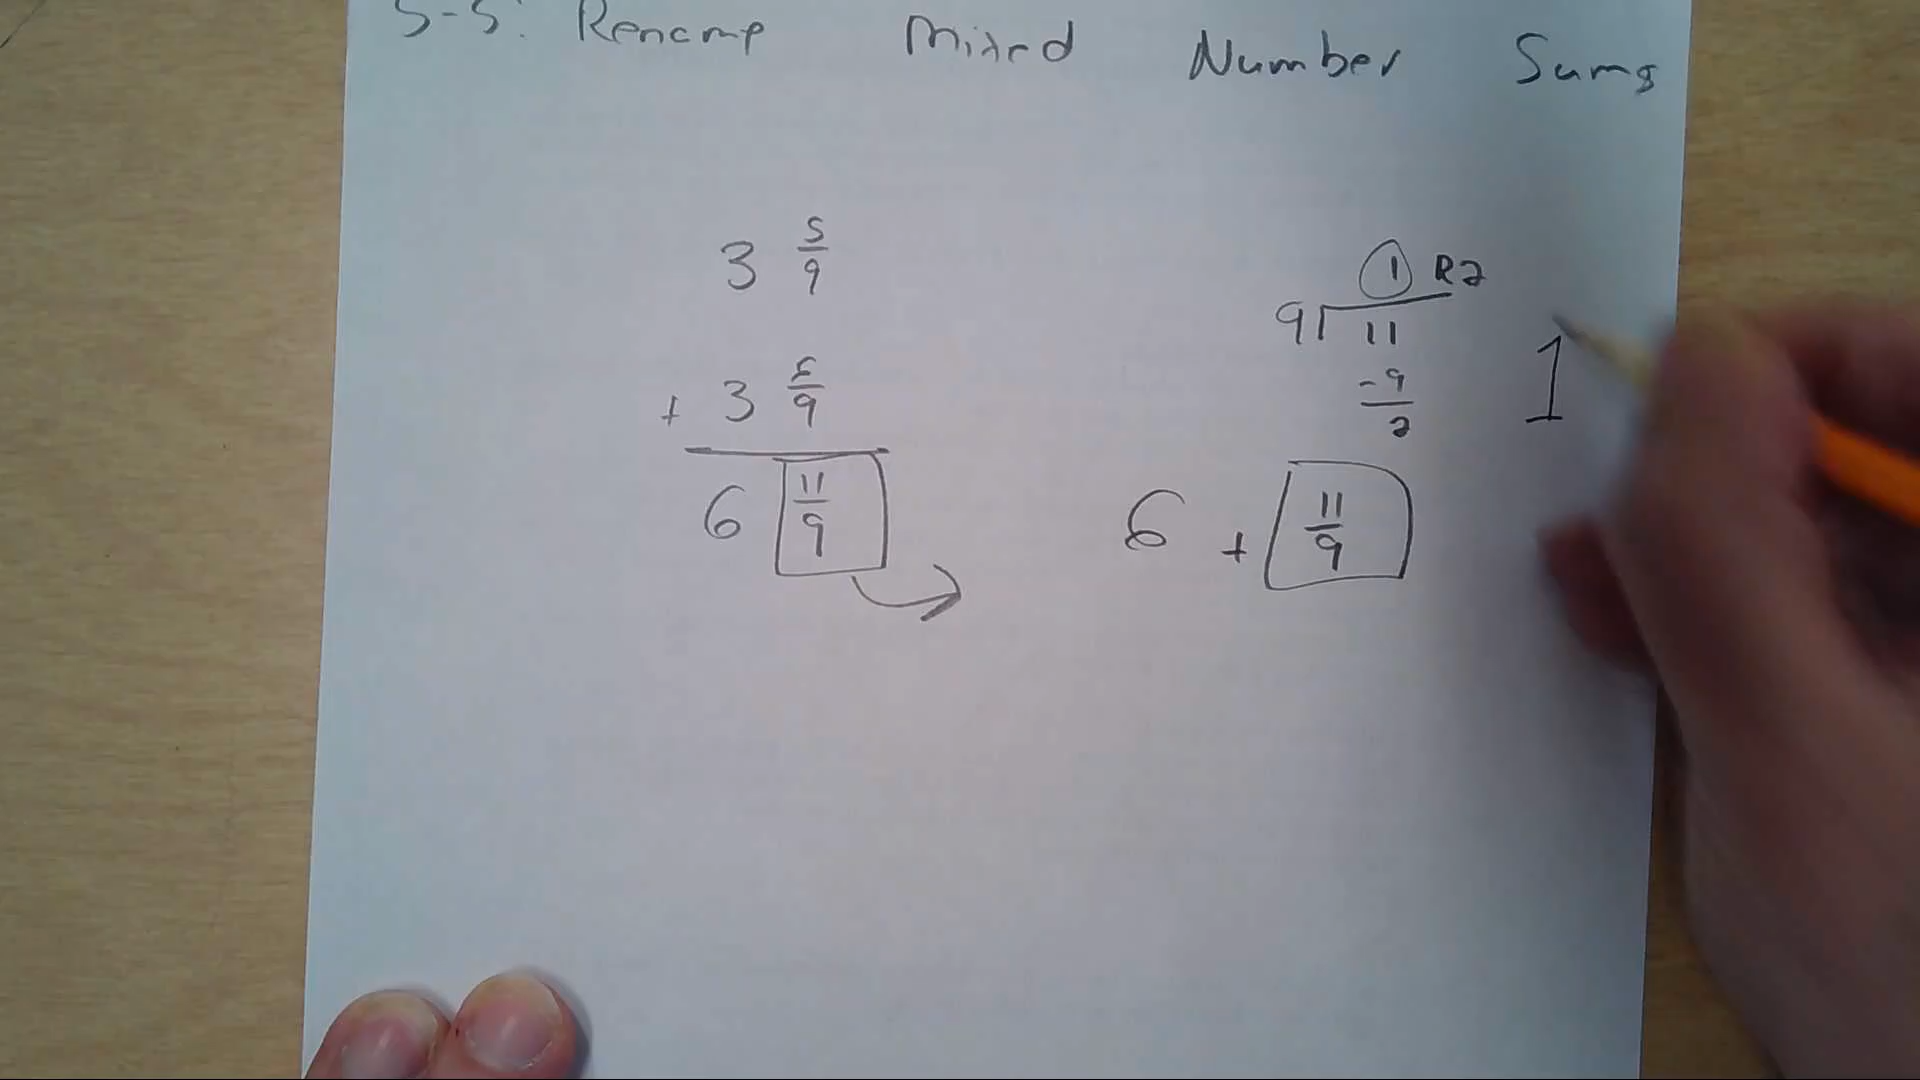 5-5: Rename Mixed Number Sums
3 5/9
+ 3 6/9
6 11/9
1 R2
9 11
-9
2
1
6 + 11/9